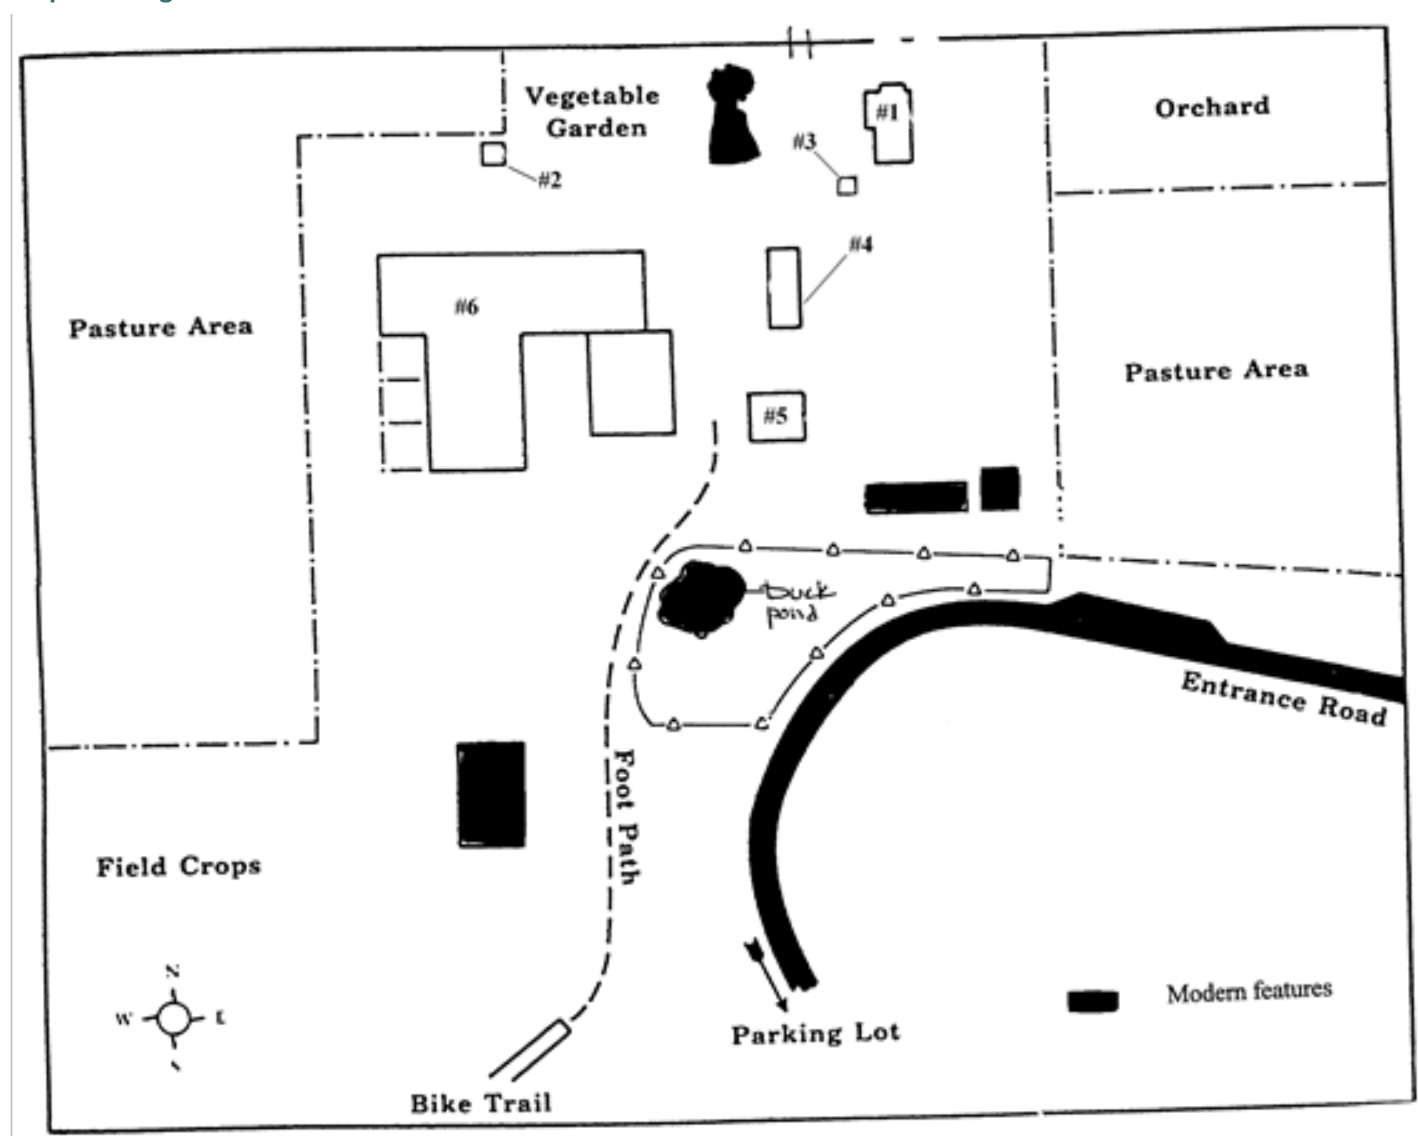 Vegetable
Garden
#1
Orchard
#3
#2
#4
#6
Pasture Area
Pasture Area
#5
Duck
pond
Entrance Road
Foot Path
Field Crops
N
W
E
Modern features
Parking Lot
Bike Trail